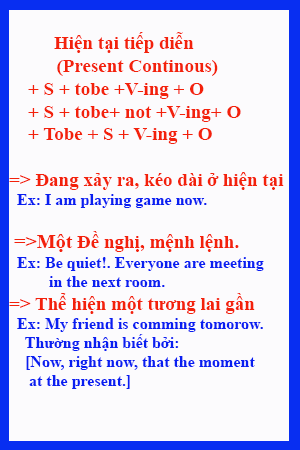 Hiện tại tiếp diễn
(Present Continous)
+ S + tobe +V-ing + O
+ S + tobe+ not +V-ing+ O
+ Tobe + S + V-ing + O
=> Đang xảy ra, kéo dài ở hiện tại
Ex: I am playing game now.
=>Một Đề nghị, mệnh lệnh.
Ex: Be quiet!. Everyone are meeting
in the next room.
=> Thể hiện một tương lai gần
Ex: My friend is comming tomorow.
Thường nhận biết bởi:
[Now, right now, that the moment
at the present.]